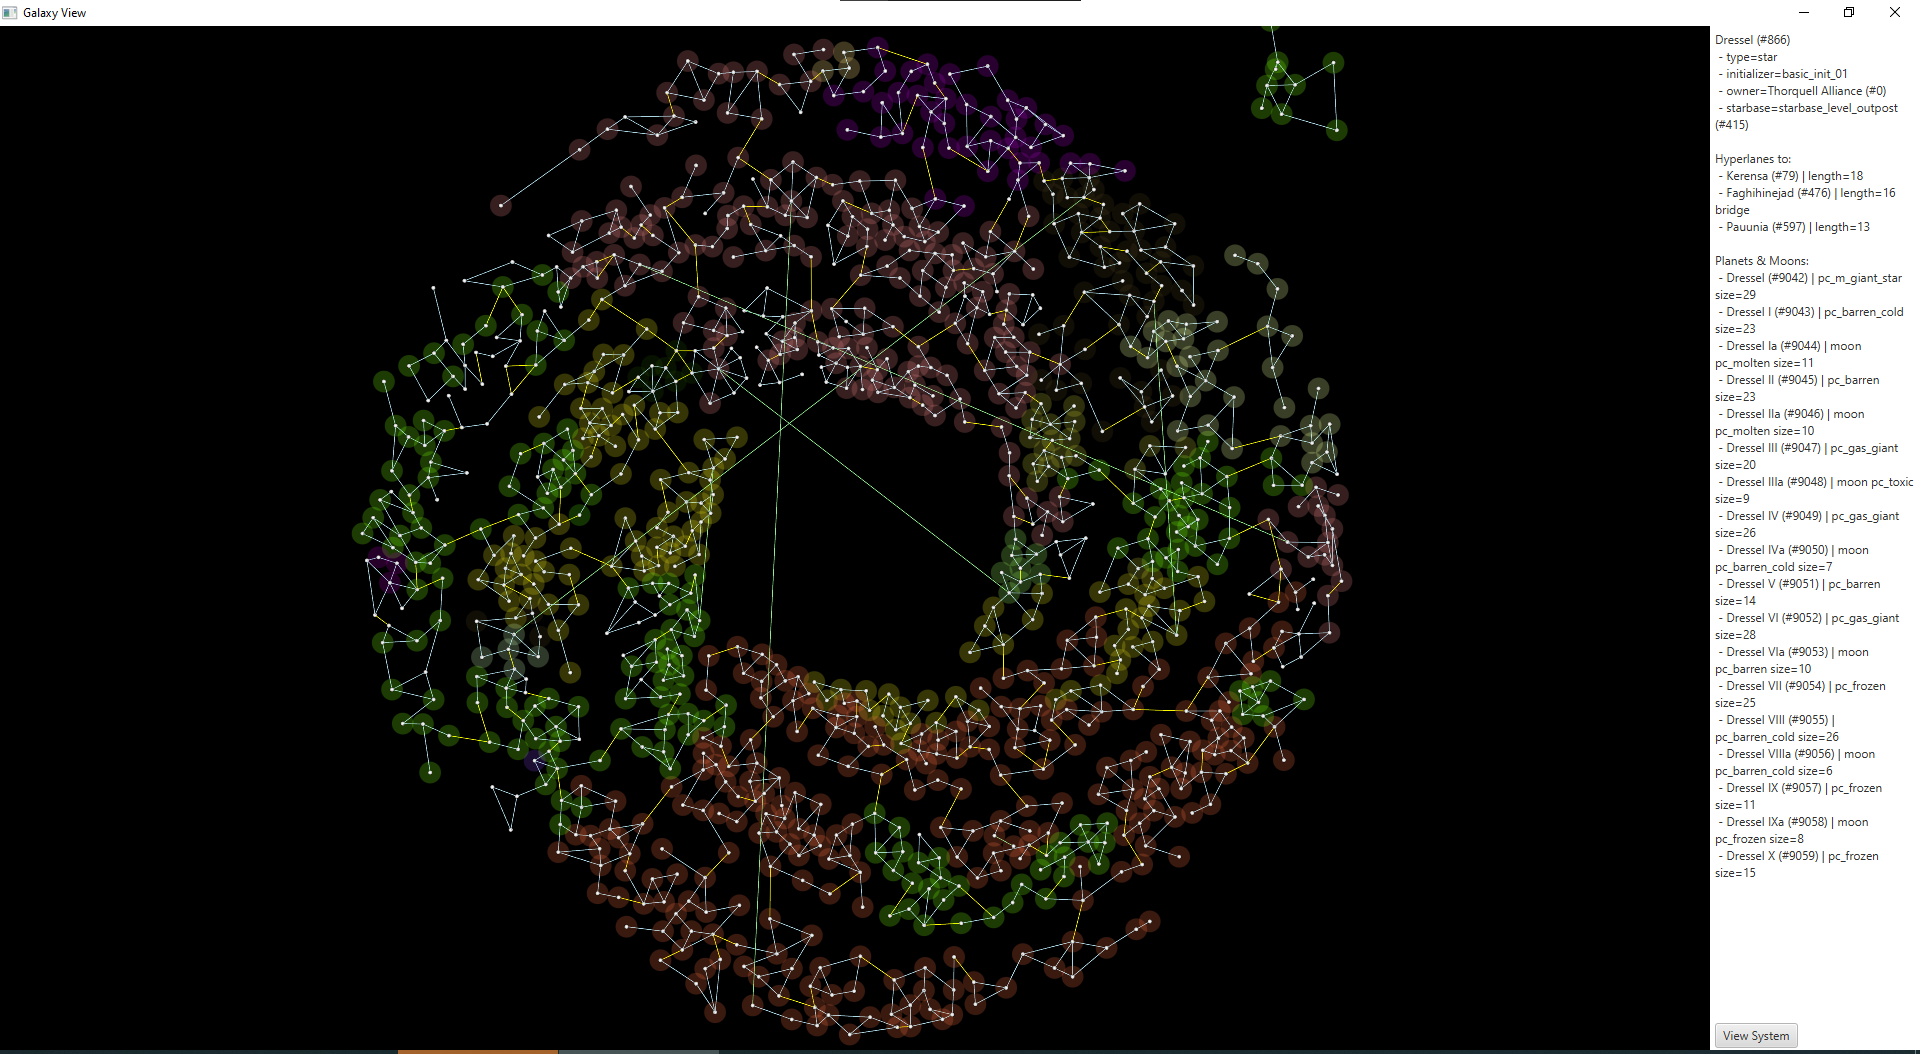 Galaxy View
Dressel (#866)
- type=star
- initializer=basic_init_01
- owner=Thorquell Alliance (#0)
- starbase=starbase_level_outpost
(#415)
Hyperlanes to:
- Kerensa (#79) | length=18
- Faghihinejad (#476) | length=16
bridge
- Pauunia (#597) | length=13
Planets & Moons:
- Dressel (#9042) | pc_m_giant_star
size=29
- Dressel I (#9043) | pc_barren_cold
size=23
- Dressel Ia (#9044) | moon
pc_molten size=11
- Dressel II (#9045) | pc_barren
size=23
- Dressel IIa (#9046) | moon
pc_molten size=10
- Dressel III (#9047) | pc_gas_giant
size=20
- Dressel IIIa (#9048) | moon pc_toxic
size=9
- Dressel IV (#9049) | pc_gas_giant
size=26
- Dressel IVa (#9050) | moon
pc_barren_cold size=7
- Dressel V (#9051) | pc_barren
size=14
- Dressel VI (#9052) | pc_gas_giant
size=28
- Dressel VIa (#9053) | moon
pc_barren size=10
- Dressel VII (#9054) | pc_frozen
size=25
- Dressel VIII (#9055) |
pc_barren_cold size=26
- Dressel VIIIa (#9056) | moon
pc_barren_cold size=6
- Dressel IX (#9057) | pc_frozen
size=11
- Dressel IXa (#9058) | moon
pc_frozen size=8
- Dressel X (#9059) | pc_frozen
size=15
View System